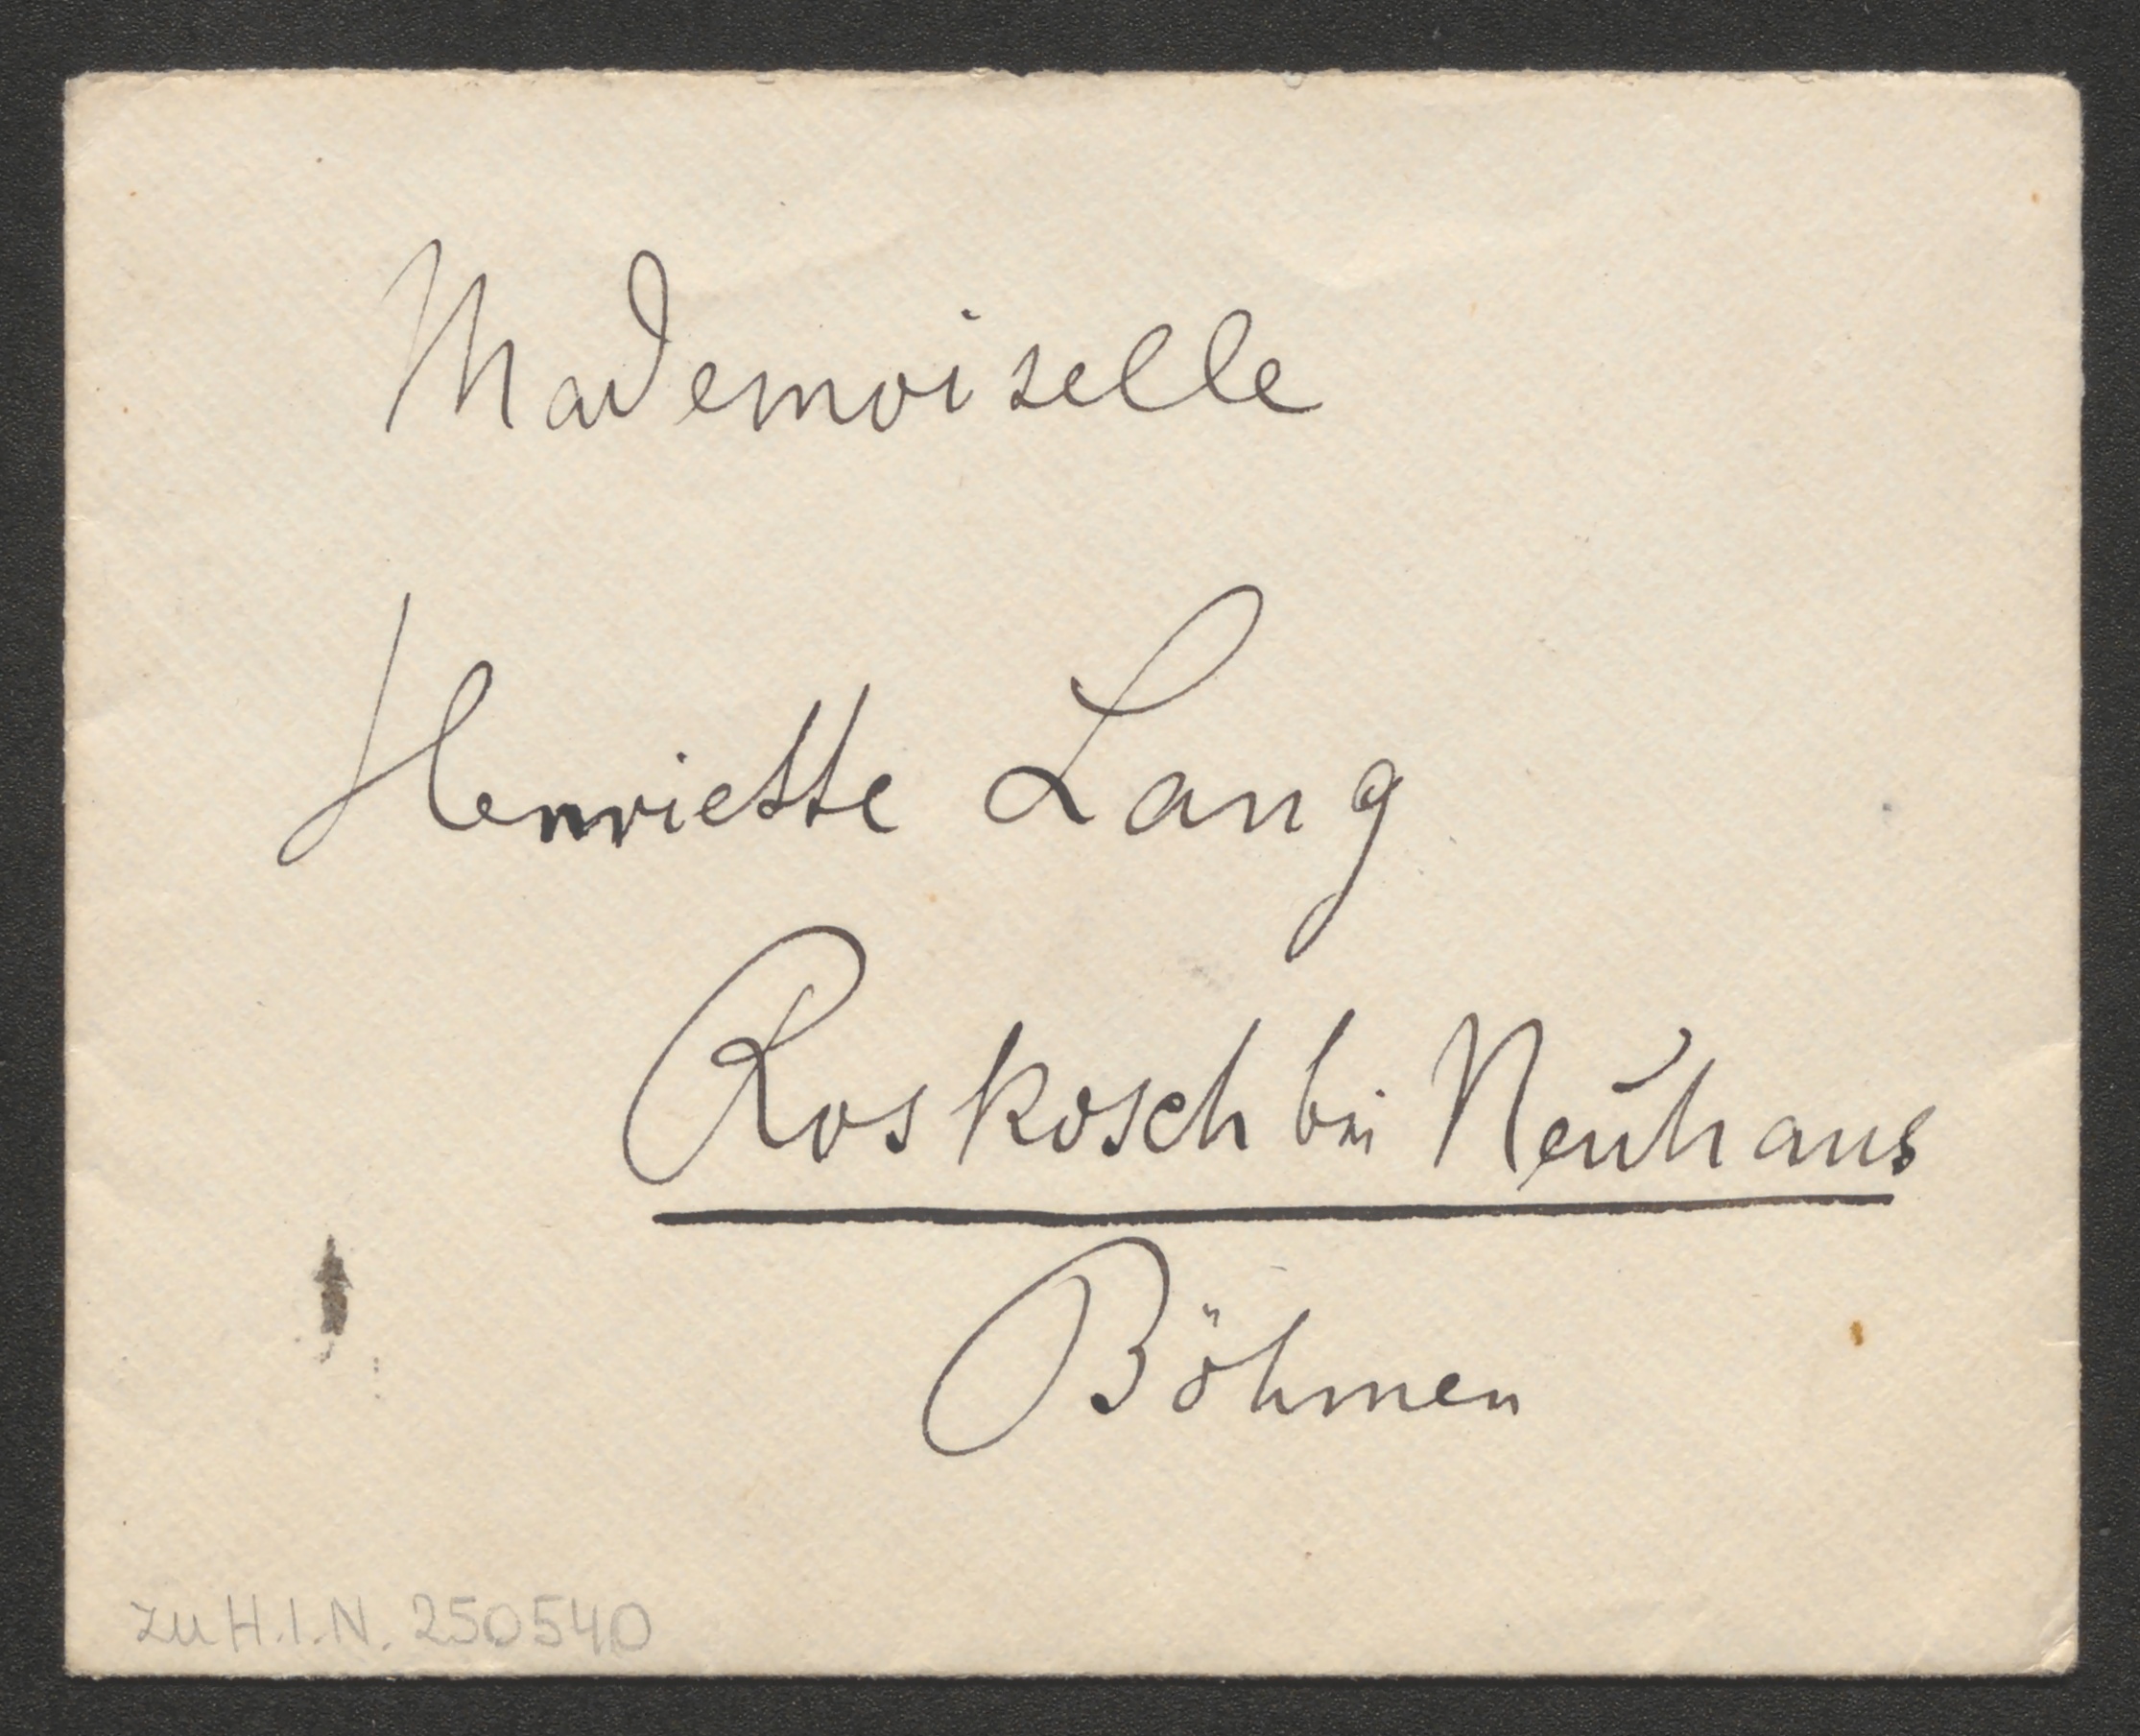 Mademoiselle
Henriette Lang
Roskosch bei Neuhaus
Böhmen
zu H.I.N. 250540